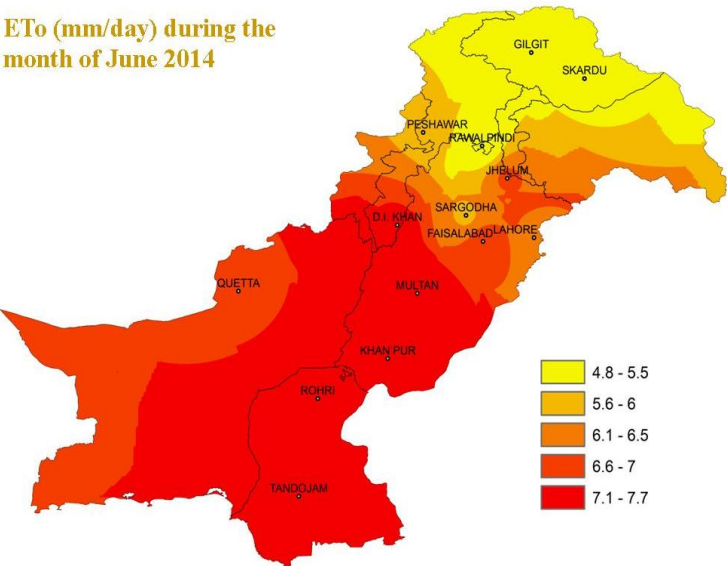 ETo (mm/day) during the
month of June 2014
GILGIT
SKARDU
PESHAWAR
RAWALPINDI
JHELUM
SARGODHA
D.I. KHAN
FAISALABAD
LAHORE
QUETTA
MULTAN
KHAN PUR
ROHRI
TANDOJAM
4.8 - 5.5
5.6 - 6
6.1 - 6.5
6.6 - 7
7.1 - 7.7